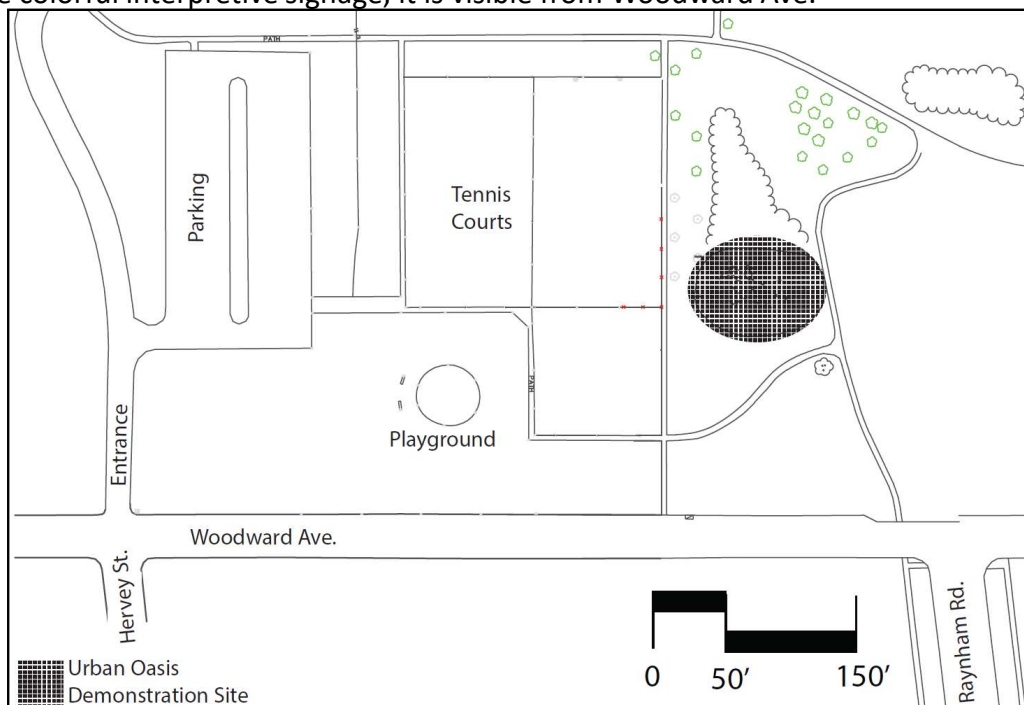 colorful interpretive signage, it is visible from Woodward Ave.
PATH
Parking
Tennis
Courts
PATH
Playground
Entrance
Woodward Ave.
Hervey St.
Raynham Rd.
0 50' 150'
Urban Oasis
Demonstration Site